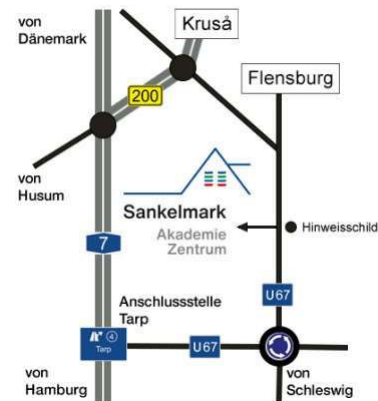 von
Dänemark
Kruså
Flensburg
200
von
Husum
Sankelmark
Akademie
Zentrum
Hinweisschild
7
U67
Anschlussstelle
Tarp
4
Tarp
U67
von
Hamburg
von
Schleswig